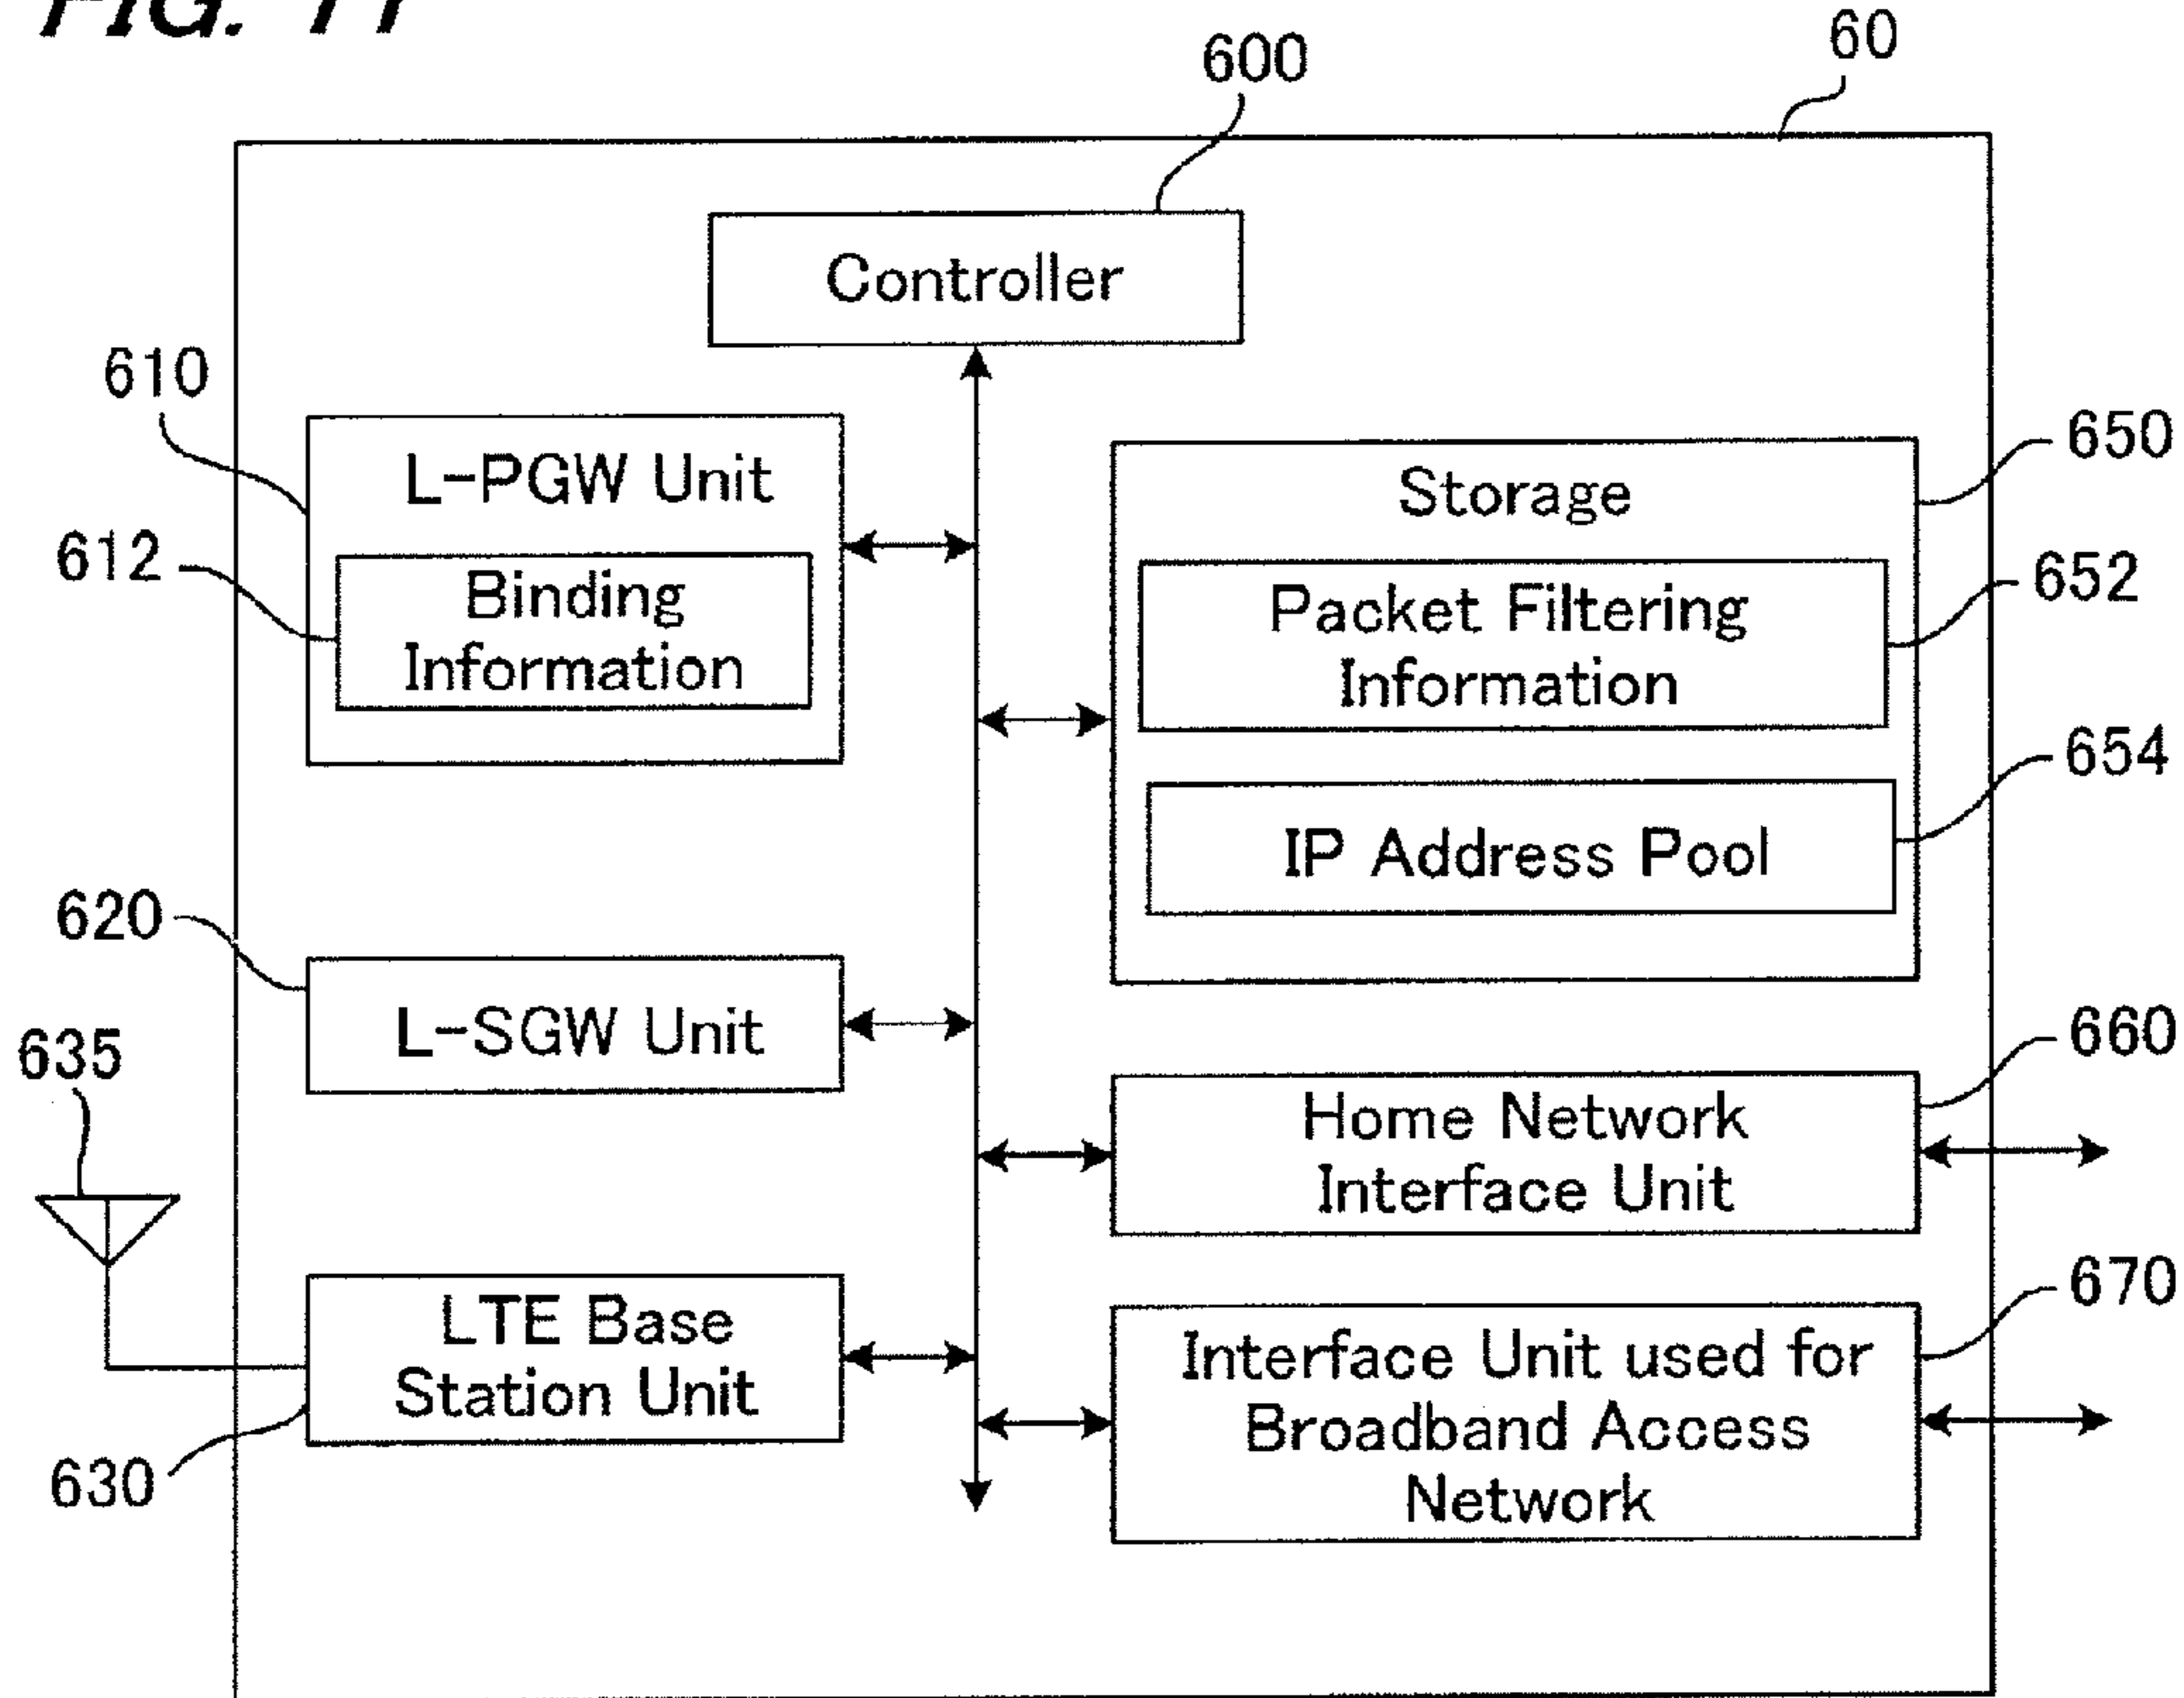 FIG. 11
60
600
Controller
610
L-PGW Unit
650
Storage
612
Binding
Information
652
Packet Filtering
Information
654
IP Address Pool
620
L-SGW Unit
635
660
Home Network
Interface Unit
LTE Base
Station Unit
630
670
Interface Unit used for
Broadband Access
Network